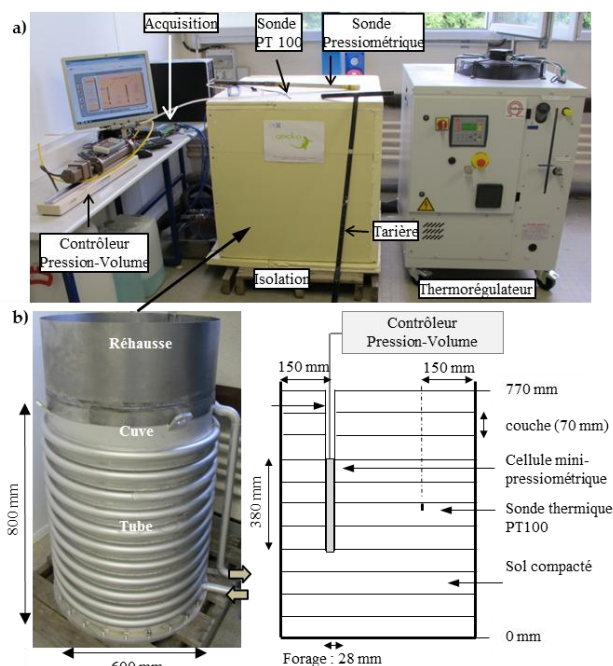 a)
Acquisition
Sonde
PT 100
Sonde
Pressiométrique
Contrôleur
Pression-Volume
Isolation
Tarière
Thermorégulateur
b)
Réhausse
Cuve
Tube
800 mm
600 mm
Contrôleur
Pression-Volume
150 mm
150 mm
770 mm
couche (70 mm)
Cellule mini-
pressiométrique
380 mm
Sonde thermique
PT100
Sol compacté
0 mm
Forage : 28 mm